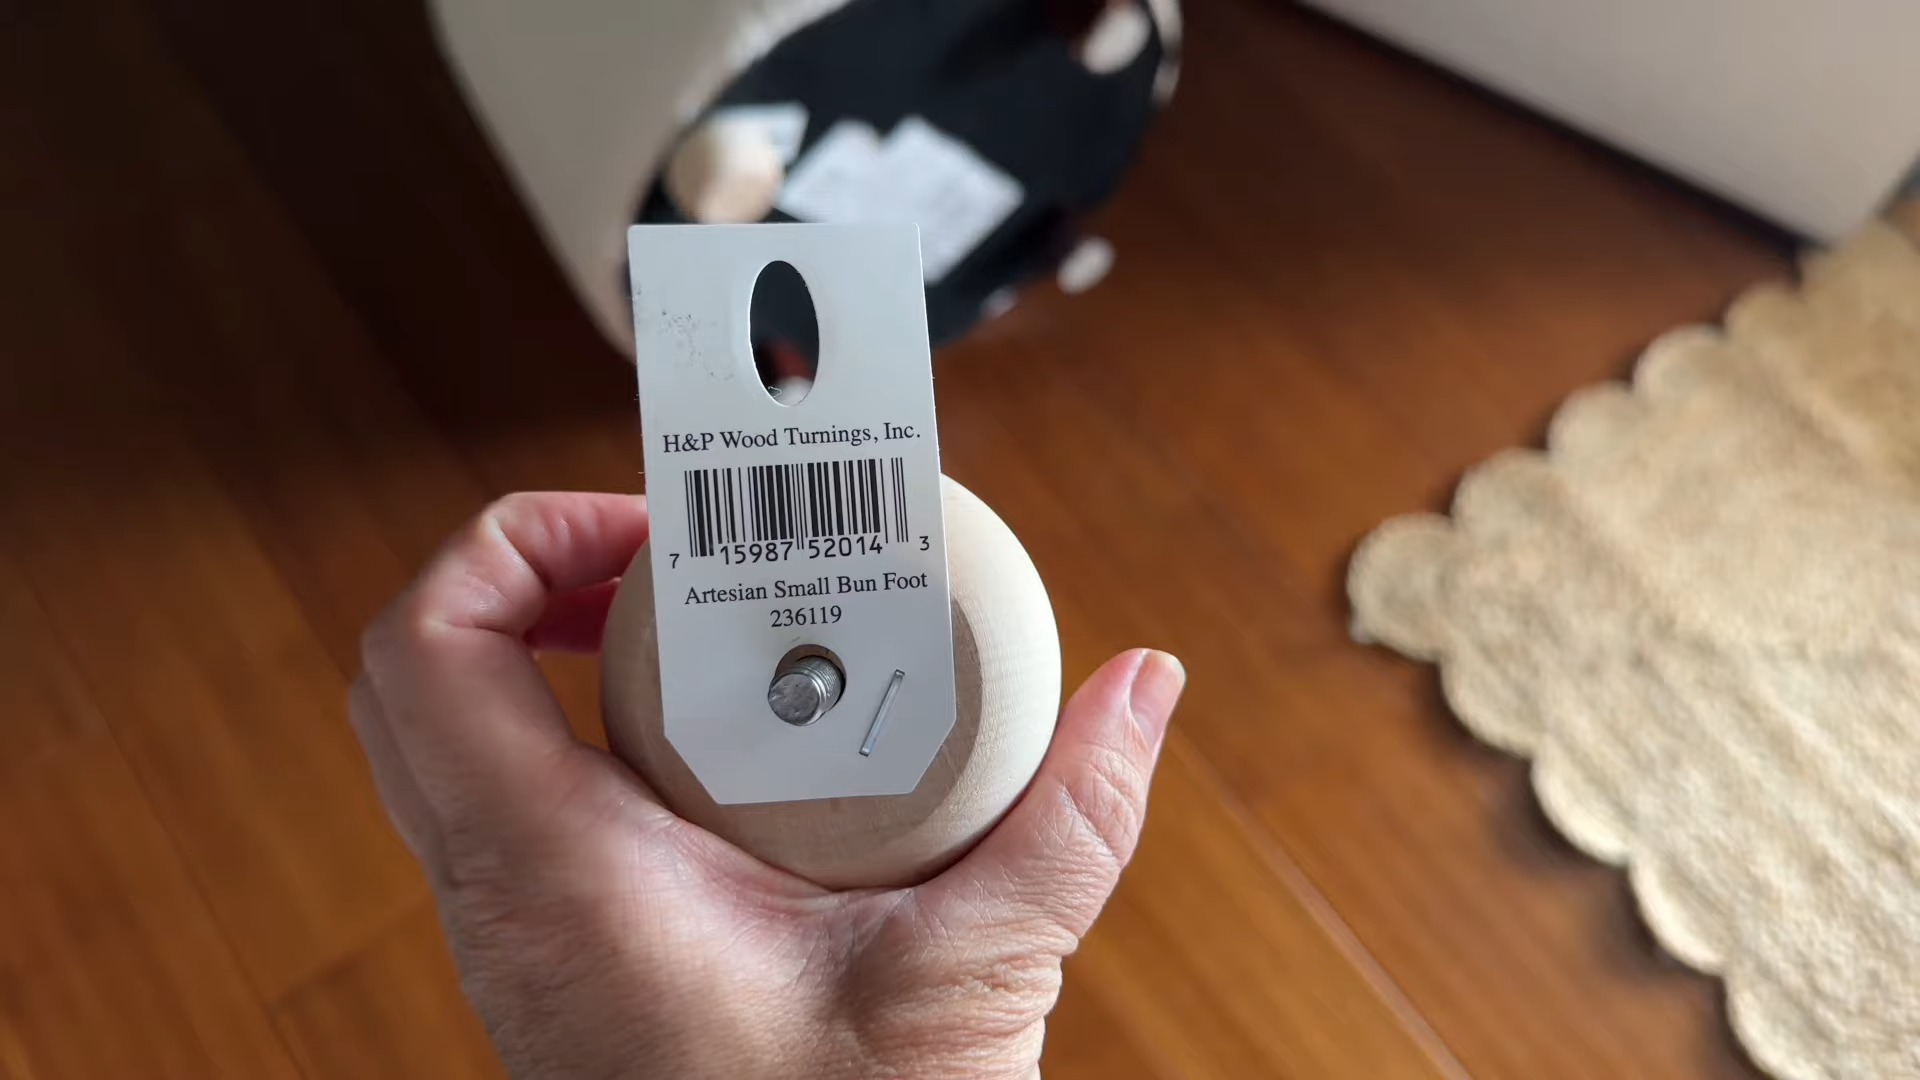 H&P Wood Turnings, Inc.
7 15987 52014 3
Artesian Small Bun Foot
236119